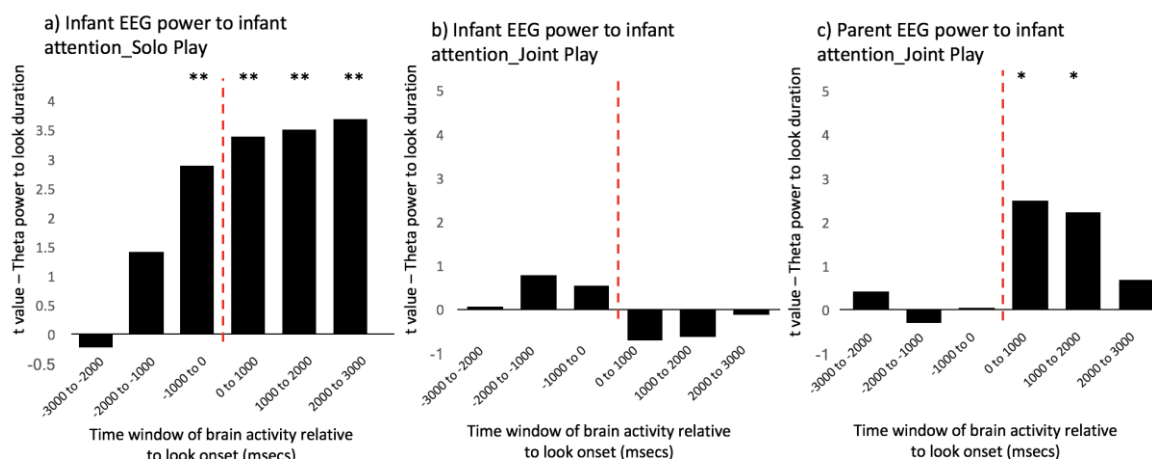 a) Infant EEG power to infant
attention_Solo Play
** ** ** **
t value – Theta power to look duration
4
3.5
3
2.5
2
1.5
1
0.5
0
-0.5
-3000 to -2000
-2000 to -1000
-1000 to 0
0 to 1000
1000 to 2000
2000 to 3000
Time window of brain activity relative
to look onset (msecs)
b) Infant EEG power to infant
attention_Joint Play
t value – Theta power to look duration
5
4
3
2
1
0
-1
-3000 to -2000
-2000 to -1000
-1000 to 0
0 to 1000
1000 to 2000
2000 to 3000
Time window of brain activity relative
to look onset (msecs)
c) Parent EEG power to infant
attention_Joint Play
* *
t value – Theta power to look duration
5
4
3
2
1
0
-1
-3000 to -2000
-2000 to -1000
-1000 to 0
0 to 1000
1000 to 2000
2000 to 3000
Time window of brain activity relative
to look onset (msecs)